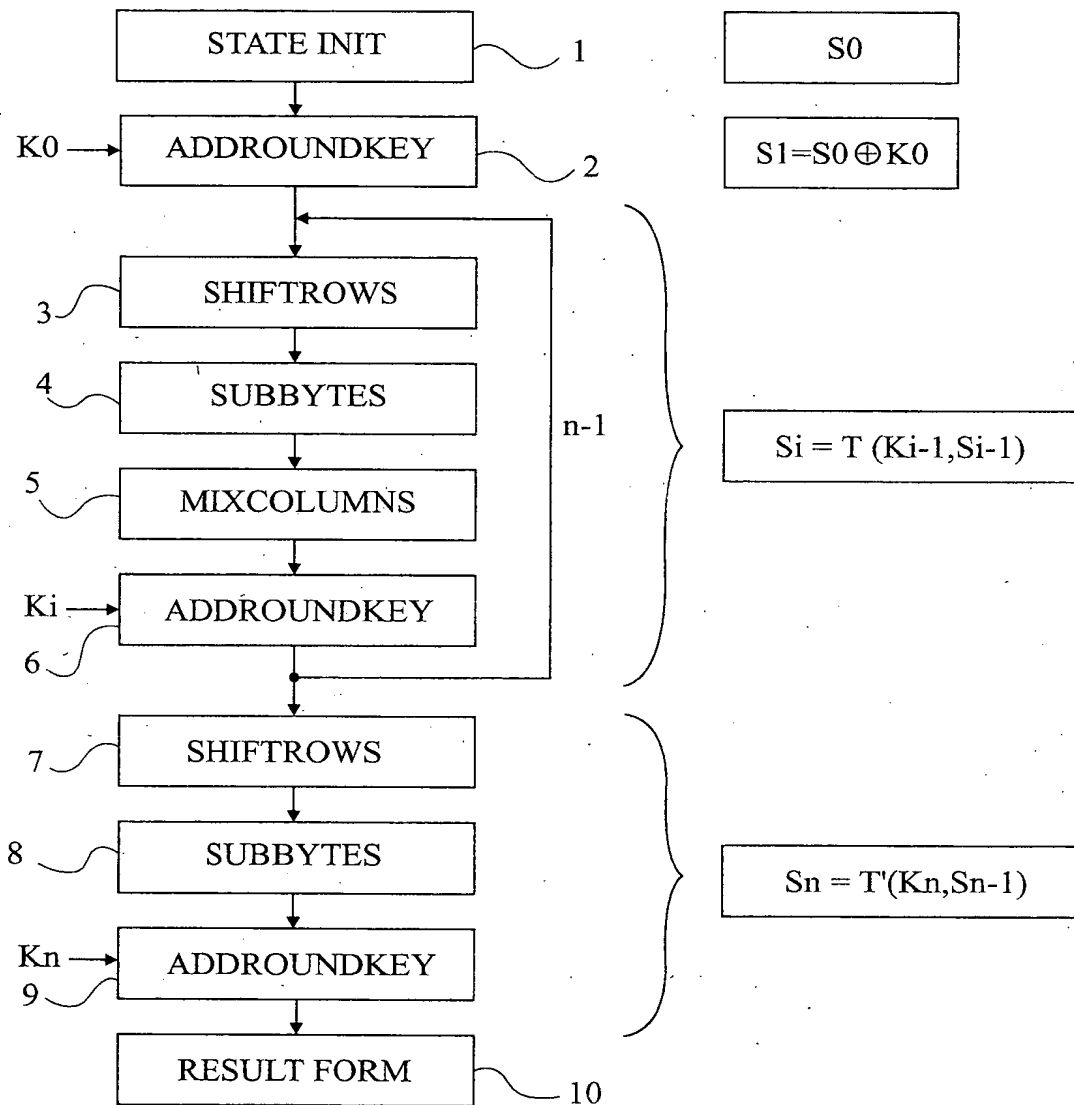 STATE INIT
1
S0
K0
ADDROUNDKEY
2
S1=S0⊕K0
SHIFTROWS
3
SUBBYTES
4
n-1
Si = T (Ki-1,Si-1)
MIXCOLUMNS
5
Ki
ADDROUNDKEY
6
SHIFTROWS
7
SUBBYTES
8
Sn = T'(Kn,Sn-1)
Kn
ADDROUNDKEY
9
RESULT FORM
10